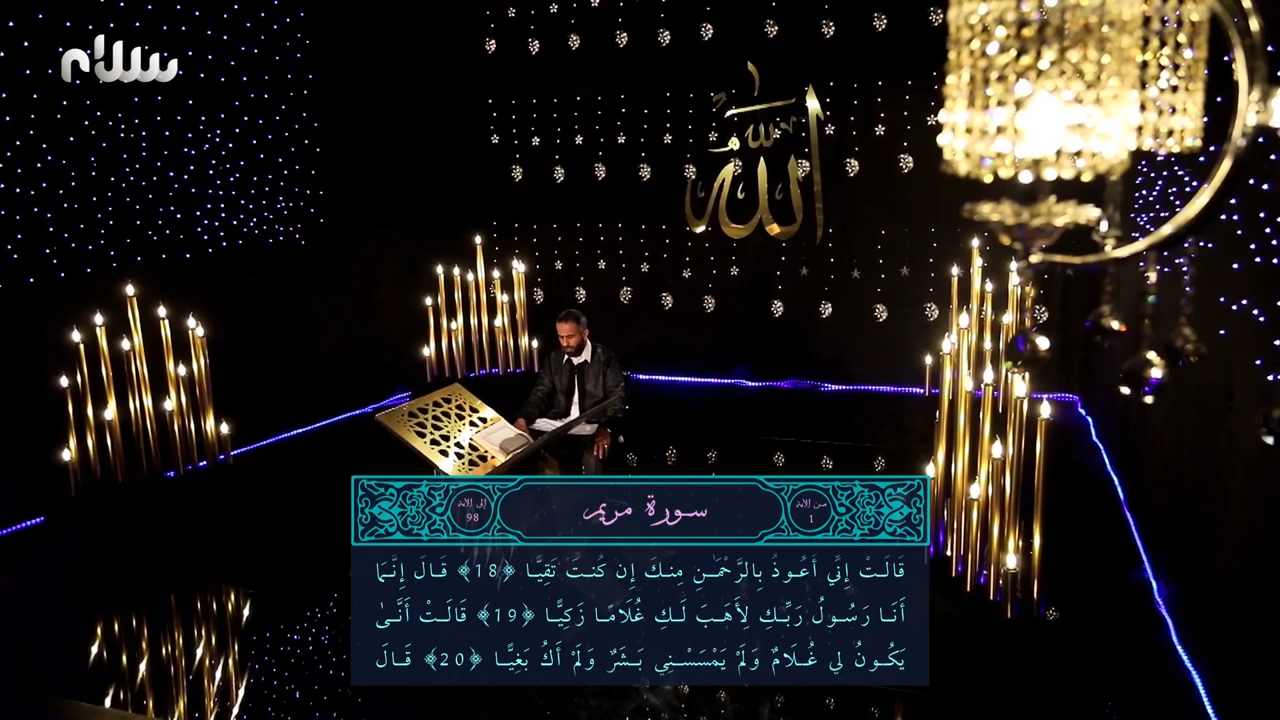 سلام
الله
من الآية
1
سورة مريم
إلى الآية
98
قَالَتْ إِنِّي أَعُوذُ بِالرَّحْمَٰنِ مِنكَ إِن كُنتَ تَقِيًّا ﴿18﴾ قَالَ إِنَّمَا
أَنَا رَسُولُ رَبِّكِ لِأَهَبَ لَكِ غُلَامًا زَكِيًّا ﴿19﴾ قَالَتْ أَنَّىٰ
يَكُونُ لِي غُلَامٌ وَلَمْ يَمْسَسْنِي بَشَرٌ وَلَمْ أَكُ بَغِيًّا ﴿20﴾ قَالَ